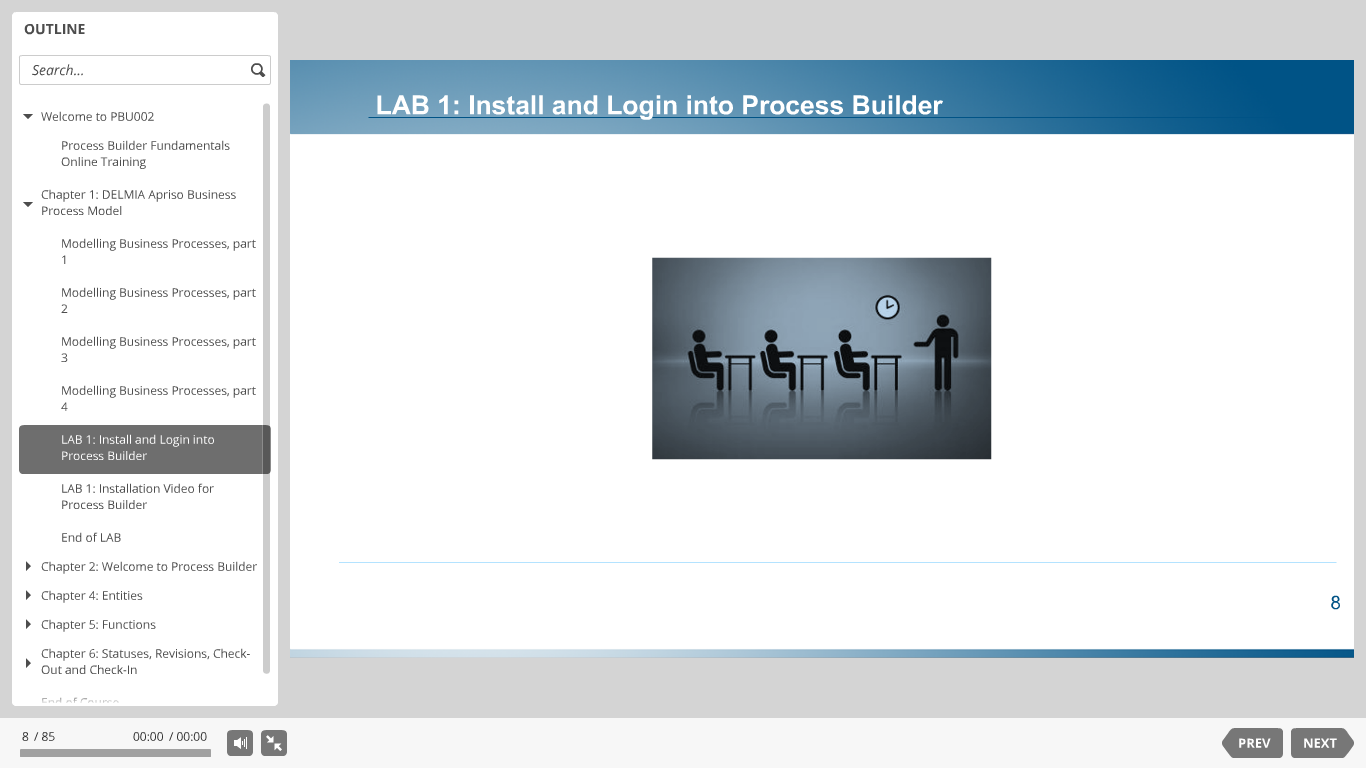 OUTLINE
Search...
Welcome to PBU002
Process Builder Fundamentals
Online Training
Chapter 1: DELMIA Apriso Business
Process Model
Modelling Business Processes, part
1
Modelling Business Processes, part
2
Modelling Business Processes, part
3
Modelling Business Processes, part
4
LAB 1: Install and Login into
Process Builder
LAB 1: Installation Video for
Process Builder
End of LAB
Chapter 2: Welcome to Process Builder
Chapter 4: Entities
Chapter 5: Functions
Chapter 6: Statuses, Revisions, Check-
Out and Check-In
End of Course
LAB 1: Install and Login into Process Builder
8
8 / 85
00:00 / 00:00
PREV
NEXT